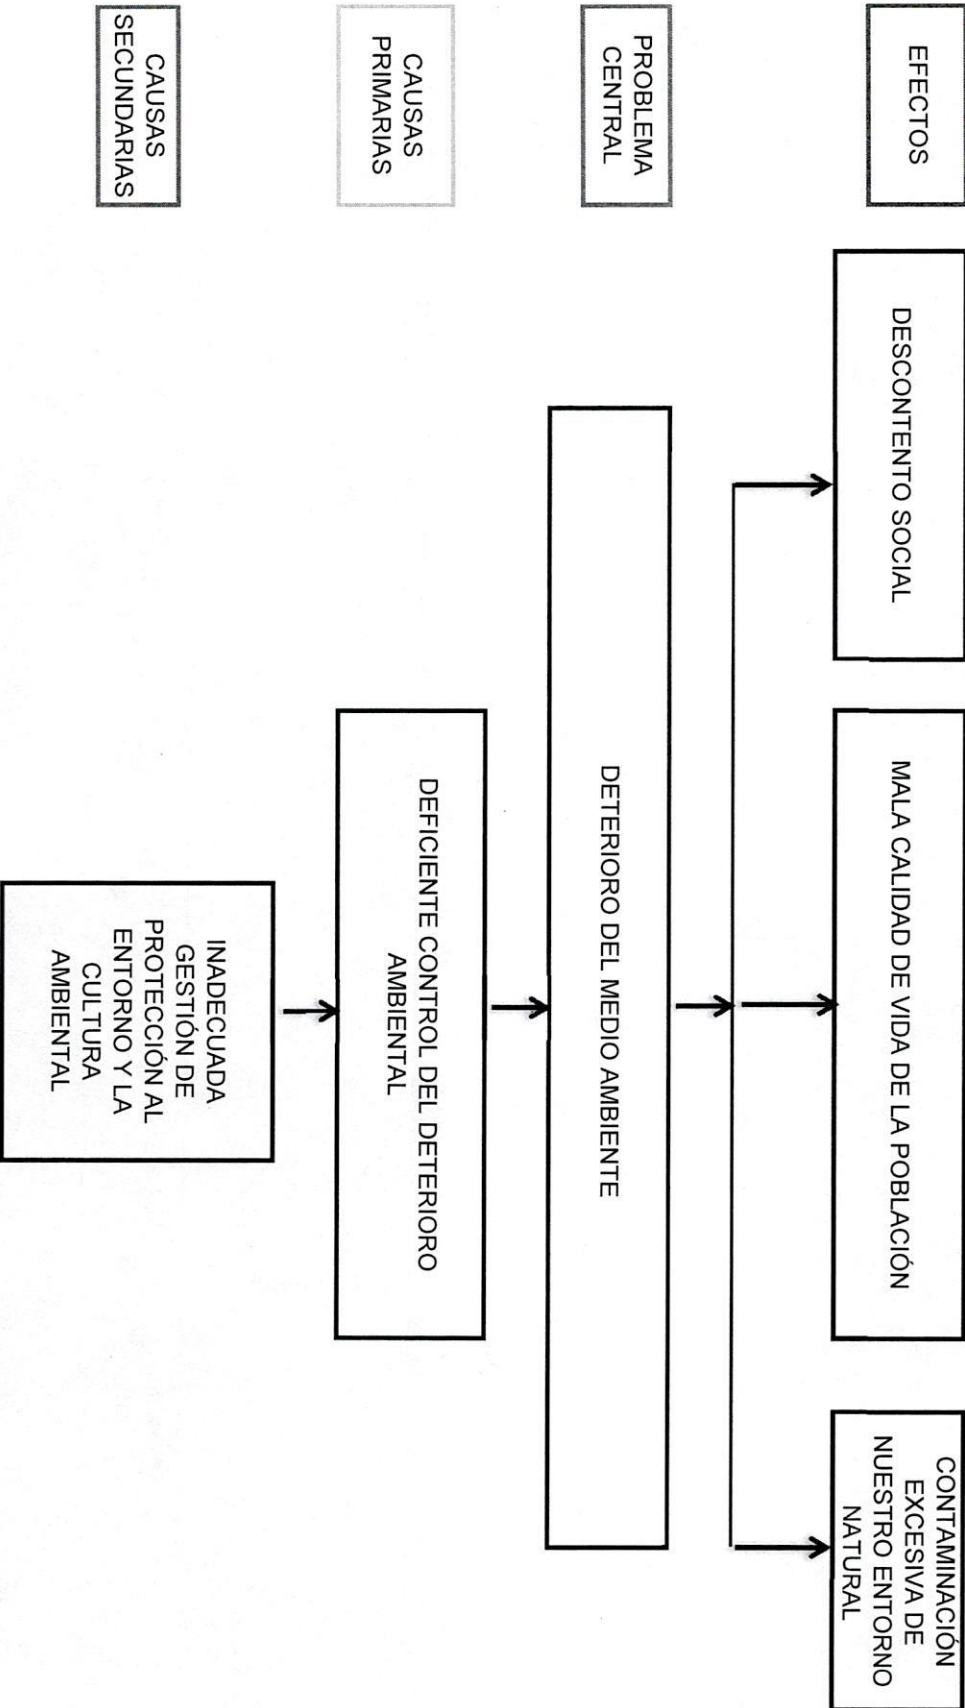 EFECTOS
DESCONTENTO SOCIAL
MALA CALIDAD DE VIDA DE LA POBLACIÓN
CONTAMINACIÓN
EXCESIVA DE
NUESTRO ENTORNO
NATURAL
PROBLEMA
CENTRAL
DETERIORO DEL MEDIO AMBIENTE
CAUSAS
PRIMARIAS
DEFICIENTE CONTROL DEL DETERIORO
AMBIENTAL
CAUSAS
SECUNDARIAS
INADECUADA
GESTIÓN DE
PROTECCIÓN AL
ENTORNO Y LA
CULTURA
AMBIENTAL